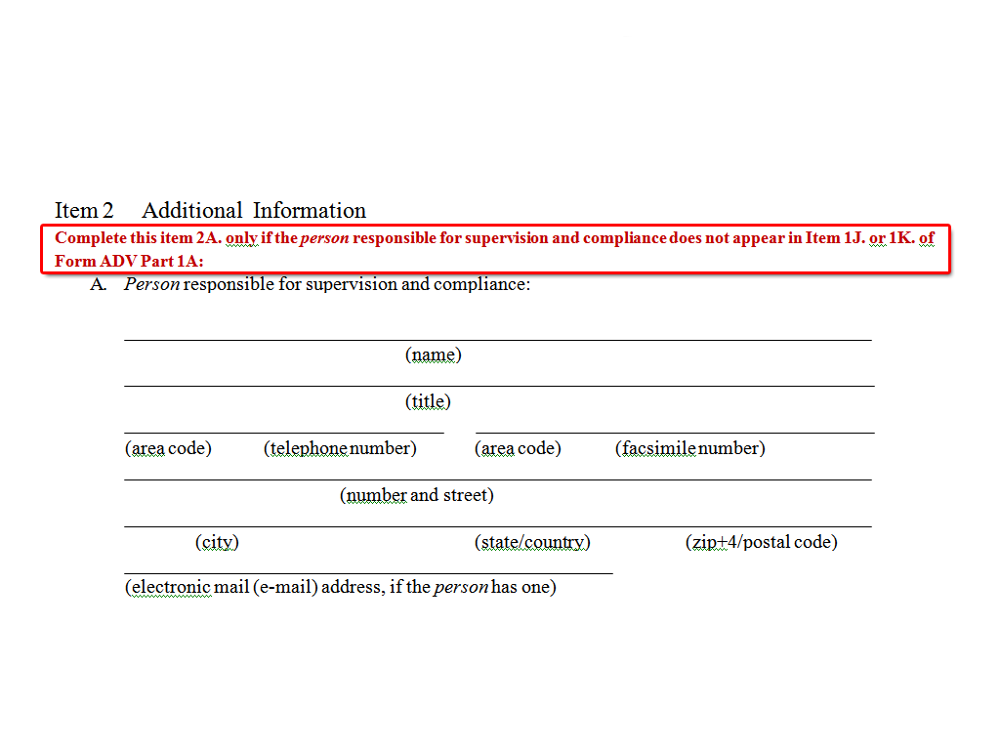 Item 2 Additional Information
Complete this item 2A. only if the person responsible for supervision and compliance does not appear in Item 1J. or 1K. of
Form ADV Part 1A:
A. Person responsible for supervision and compliance:
(name)
(title)
(area code) (telephone number) (area code) (facsimile number)
(number and street)
(city) (state/country) (zip+4/postal code)
(electronic mail (e-mail) address, if the person has one)